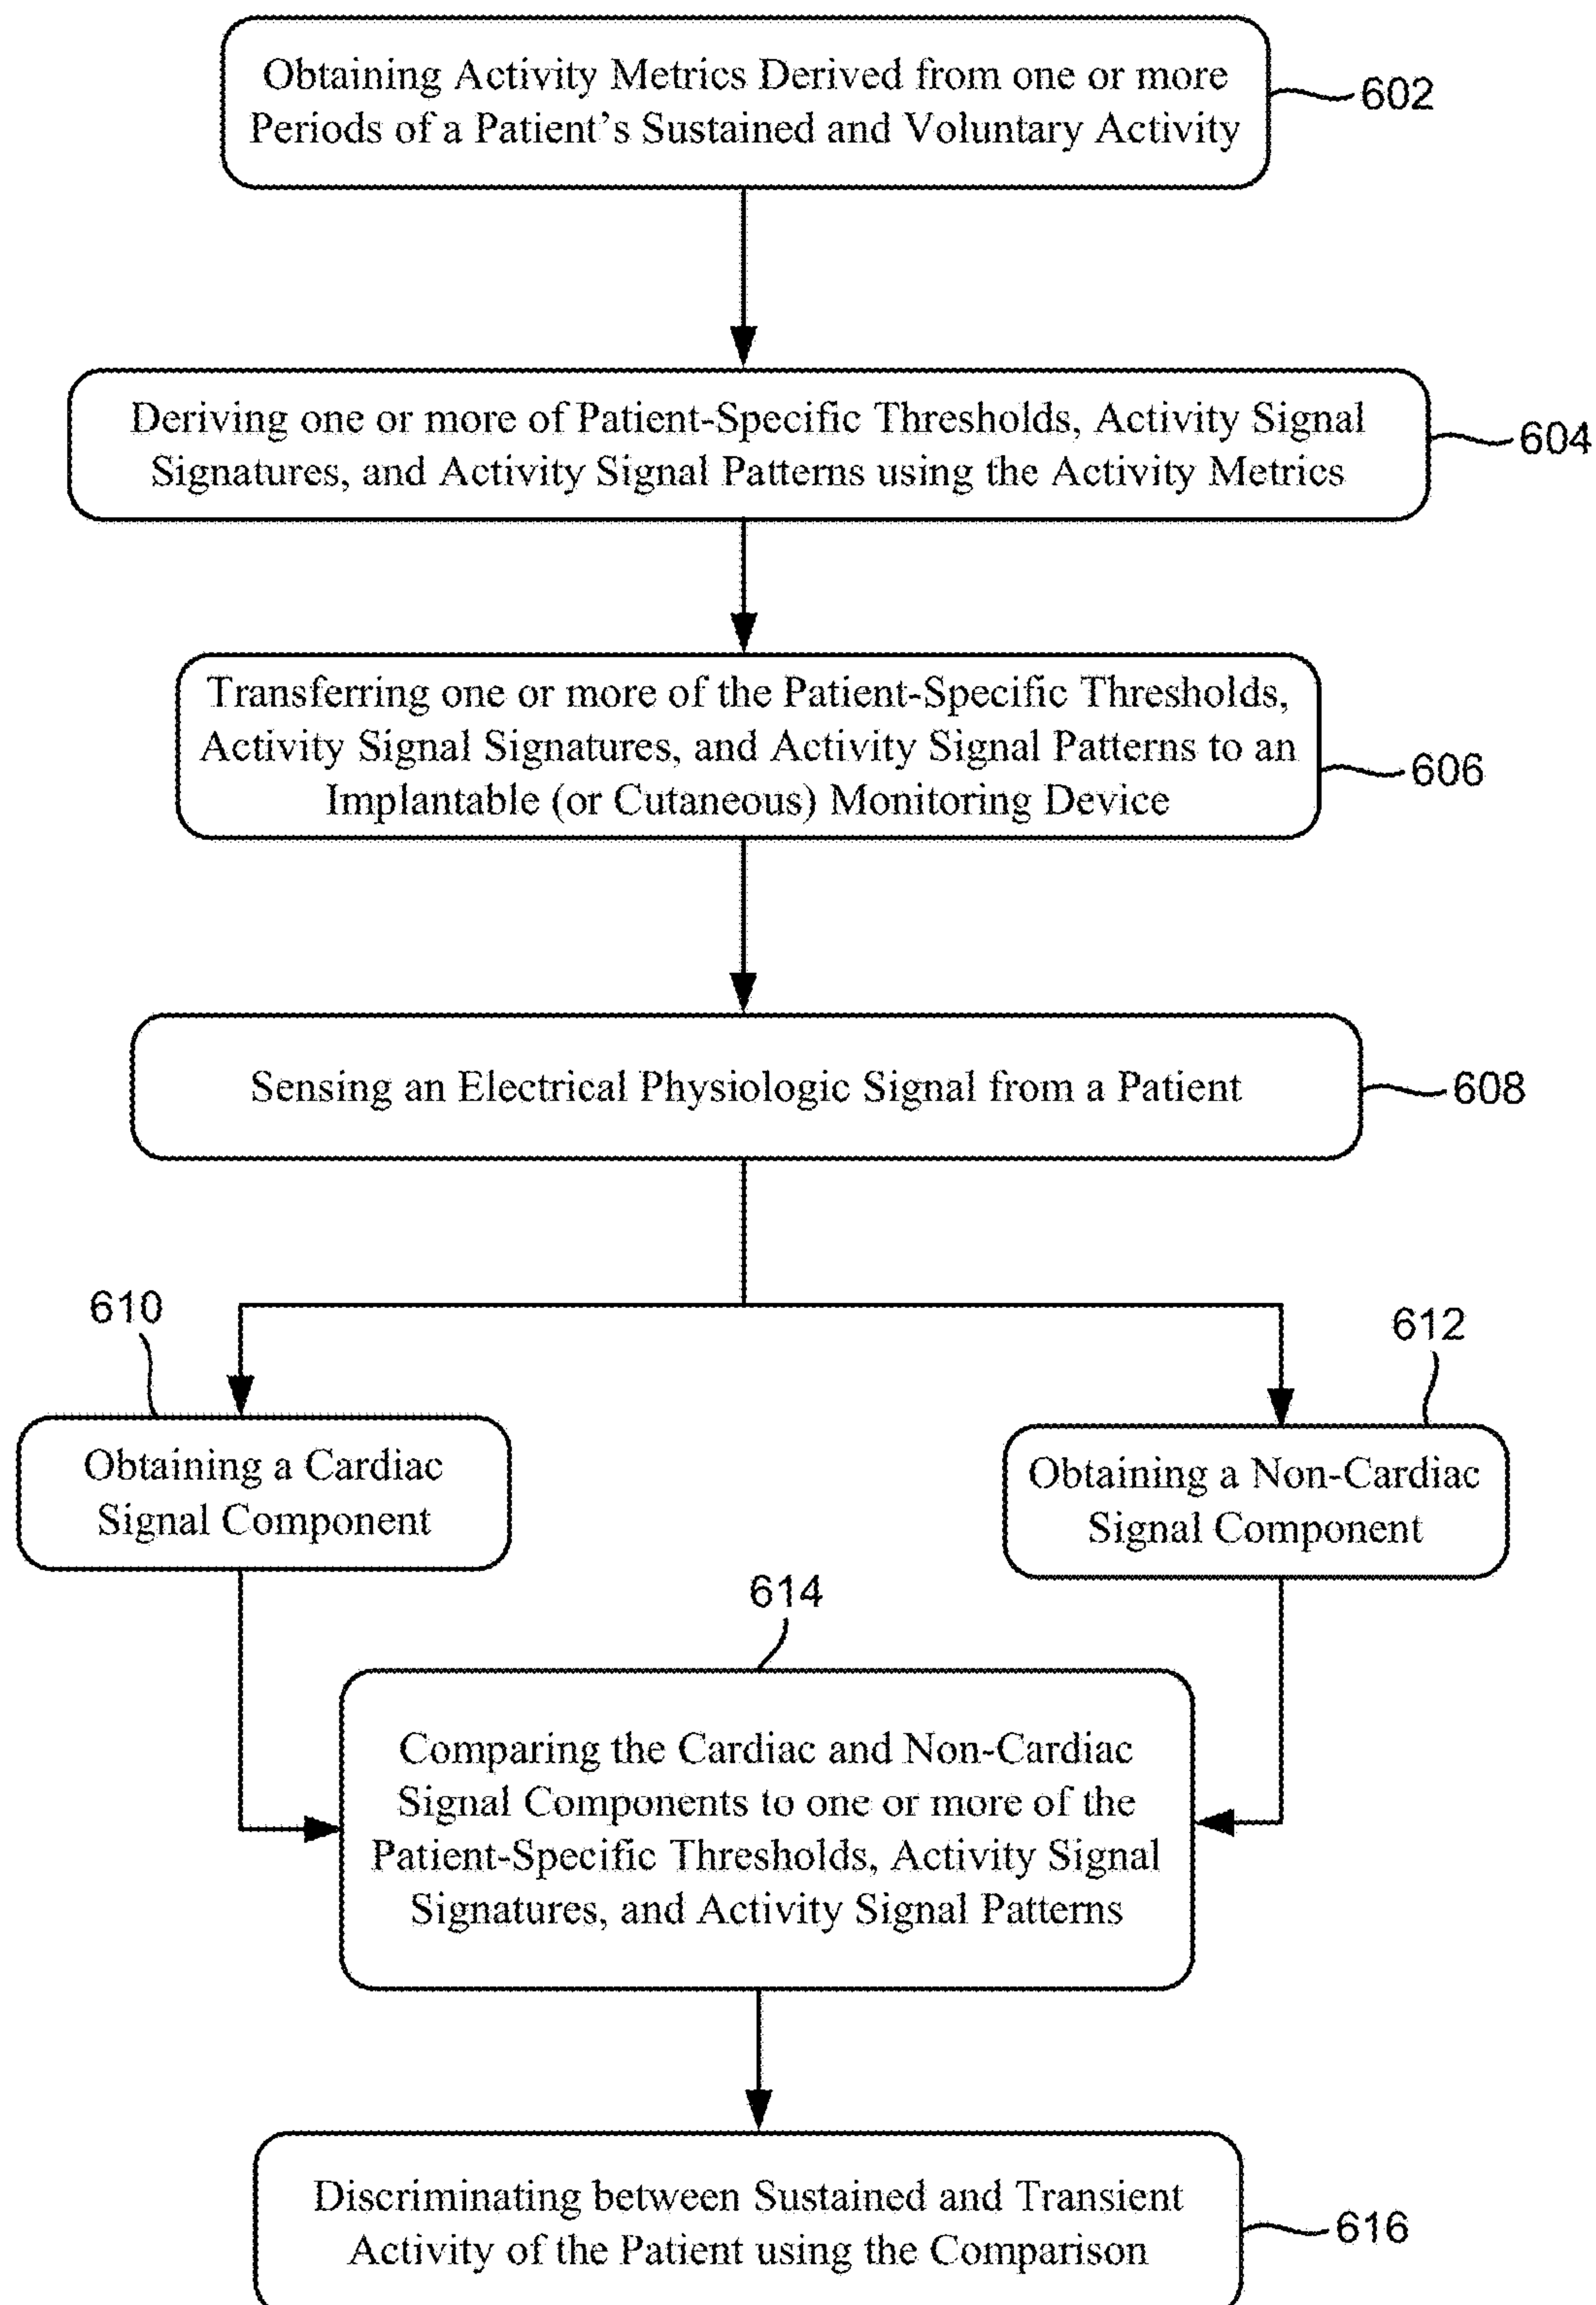 Obtaining Activity Metrics Derived from one or more
Periods of a Patient's Sustained and Voluntary Activity
602
Deriving one or more of Patient-Specific Thresholds, Activity Signal
Signatures, and Activity Signal Patterns using the Activity Metrics
604
Transferring one or more of the Patient-Specific Thresholds,
Activity Signal Signatures, and Activity Signal Patterns to an
Implantable (or Cutaneous) Monitoring Device
606
Sensing an Electrical Physiologic Signal from a Patient
608
610
Obtaining a Cardiac
Signal Component
612
Obtaining a Non-Cardiac
Signal Component
614
Comparing the Cardiac and Non-Cardiac
Signal Components to one or more of the
Patient-Specific Thresholds, Activity Signal
Signatures, and Activity Signal Patterns
Discriminating between Sustained and Transient
Activity of the Patient using the Comparison
616